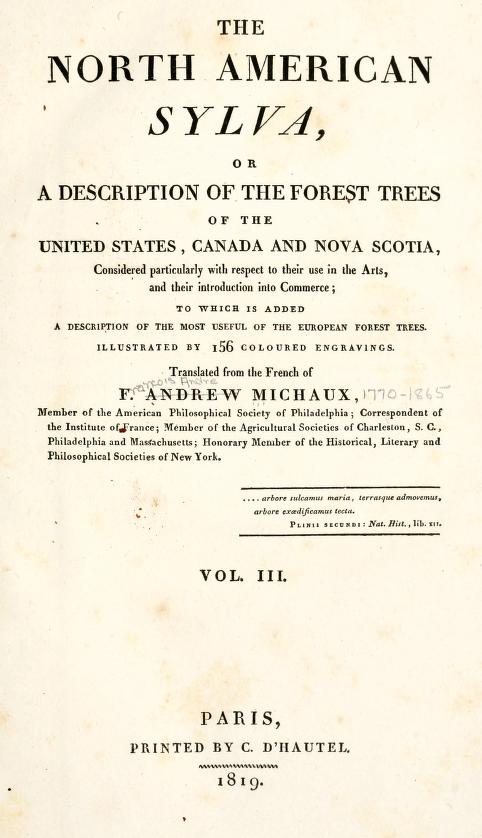 THE
NORTH AMERICAN
SYLVA,
OR
A DESCRIPTION OF THE FOREST TREES
OF THE
UNITED STATES, CANADA AND NOVA SCOTIA,
Considered particularly with respect to their use in the Arts,
and their introduction into Commerce;
TO WHICH IS ADDED
A DESCRIPTION OF THE MOST USEFUL OF THE EUROPEAN FOREST TREES.
ILLUSTRATED BY 156 COLOURED ENGRAVINGS.
Translated from the French of
François André
F. ANDREW MICHAUX, 1770-1865
Member of the American Philosophical Society of Philadelphia; Correspondent of
the Institute of France; Member of the Agricultural Societies of Charleston, S. C.,
Philadelphia and Massachusetts; Honorary Member of the Historical, Literary and
Philosophical Societies of New York.
.... arbore sulcamus maria, terrasque admovemus,
arbore exædificamus tecta.
PLINII SECUNDI: Nat. Hist., lib. XII.
VOL. III.
PARIS,
PRINTED BY C. D'HAUTEL.
1819.